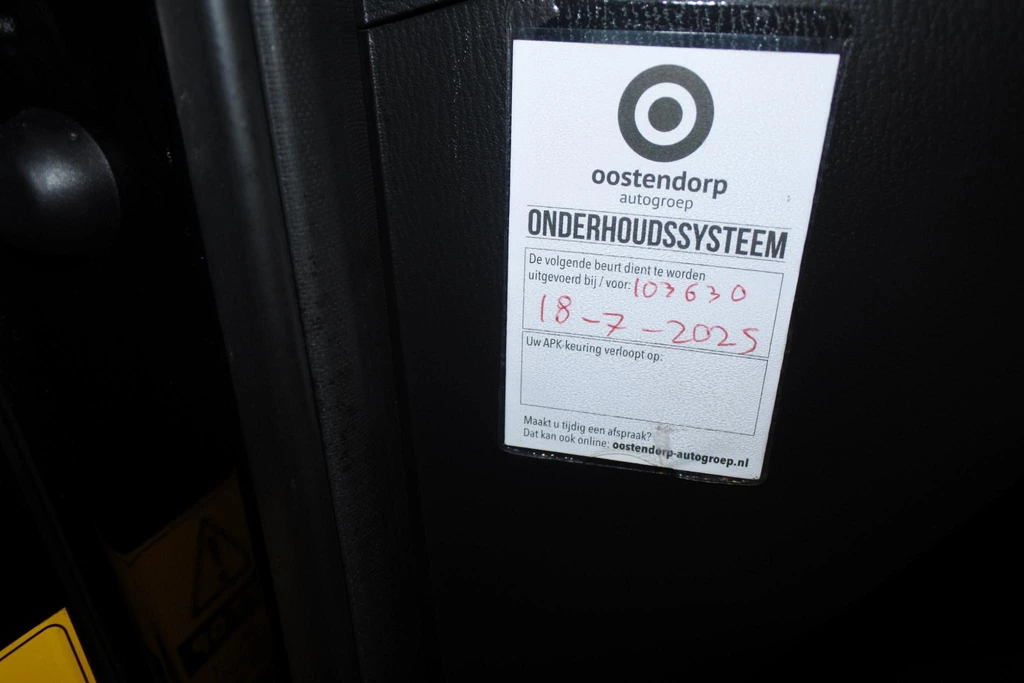 oostendorp
autogroep
ONDERHOUDSSYSTEEM
De volgende beurt dient te worden
uitgevoerd bij / voor: 103630
18-7-2025
Uw APK-keuring verloopt op:
Maakt u tijdig een afspraak?
Dat kan ook online: oostendorp-autogroep.nl